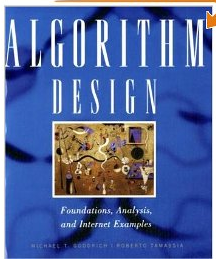 ALGORITHM
DESIGN
Foundations, Analysis,
and Internet Examples
MICHAEL T. GOODRICH | ROBERTO TAMASSIA